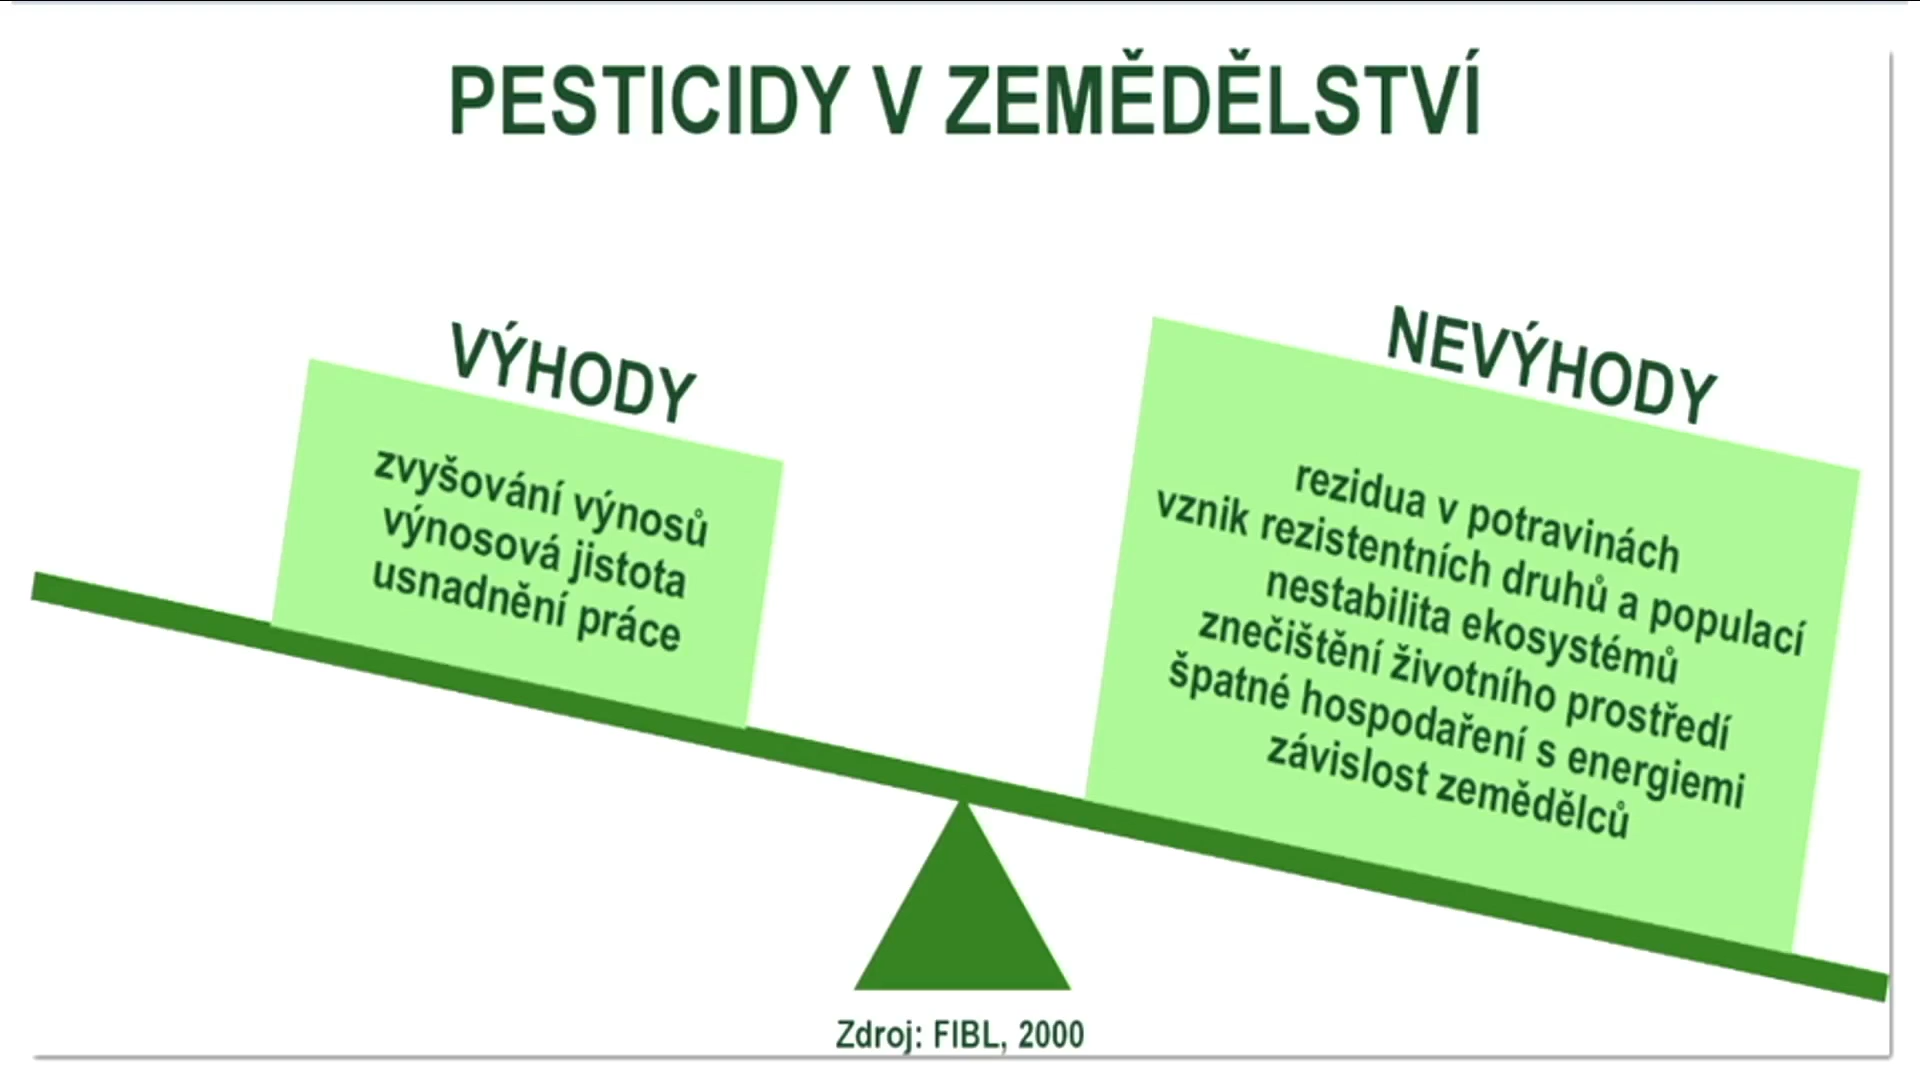 PESTICIDY V ZEMĚDĚLSTVÍ
VÝHODY
zvyšování výnosů
výnosová jistota
usnadnění práce
NEVÝHODY
rezidua v potravinách
vznik rezistentních druhů a populací
nestabilita ekosystémů
znečištění životního prostředí
špatné hospodaření s energiemi
závislost zemědělců
Zdroj: FIBL, 2000